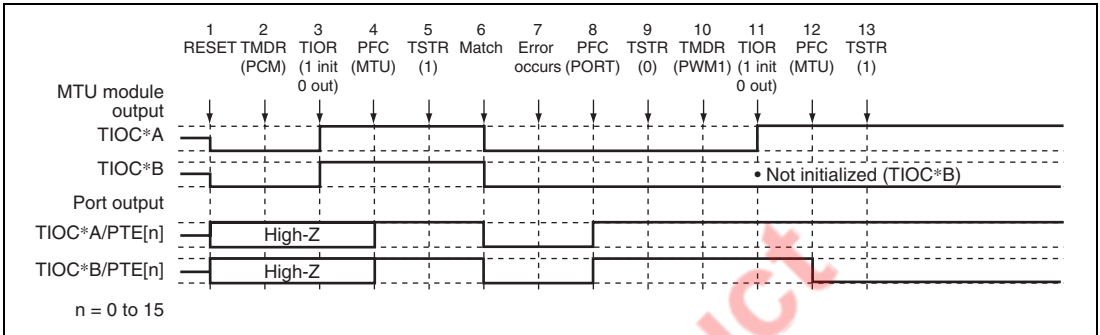 1 2 3 4 5 6 7 8 9 10 11 12 13
RESET TMDR TIOR PFC TSTR Match Error PFC TSTR TMDR TIOR PFC TSTR
(PCM) (1 init (MTU) (1) occurs (PORT) (0) (PWM1) (1 init (MTU) (1)
0 out) 0 out)
MTU module
output
TIOC*A
TIOC*B
• Not initialized (TIOC*B)
Port output
TIOC*A/PTE[n] High-Z
TIOC*B/PTE[n] High-Z
n = 0 to 15
uct